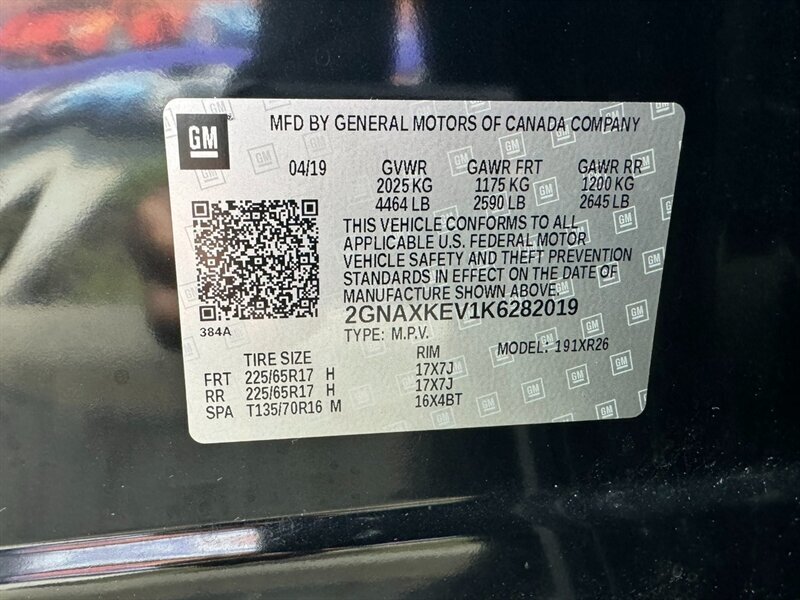 GM
MFD BY GENERAL MOTORS OF CANADA COMPANY
04/19 GVWR GAWR FRT GAWR RR
2025 KG 1175 KG 1200 KG
4464 LB 2590 LB 2645 LB
THIS VEHICLE CONFORMS TO ALL
APPLICABLE U.S. FEDERAL MOTOR
VEHICLE SAFETY AND THEFT PREVENTION
STANDARDS IN EFFECT ON THE DATE OF
MANUFACTURE SHOWN ABOVE.
2GNAXKEV1K6282019
384A
TYPE: M.P.V.
MODEL: 191XR26
TIRE SIZE RIM
FRT 225/65R17 H 17X7J
RR 225/65R17 H 17X7J
SPA T135/70R16 M 16X4BT